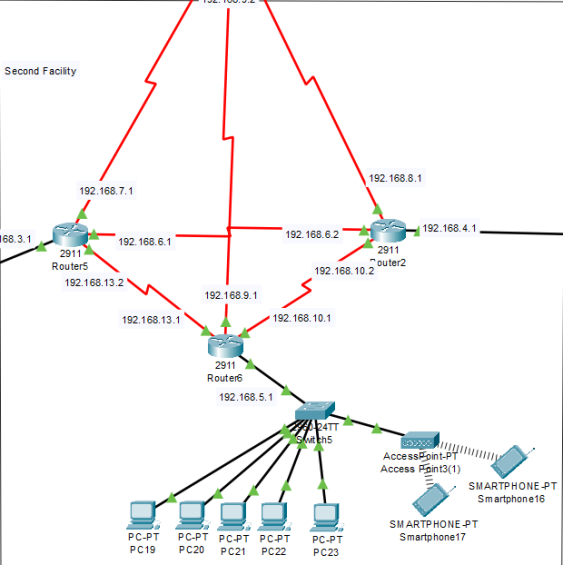 192.168.9.2
Second Facility
192.168.7.1
192.168.8.1
192.168.4.1
68.3.1
192.168.6.1
192.168.6.2
2911
Router5
2911
Router2
192.168.13.2
192.168.10.2
192.168.9.1
192.168.13.1
192.168.10.1
2911
Router6
192.168.5.1
2960-24TT
Switch5
AccessPoint-PT
Access Point3(1)
SMARTPHONE-PT
Smartphone16
SMARTPHONE-PT
Smartphone17
PC-PT
PC19
PC-PT
PC20
PC-PT
PC21
PC-PT
PC22
PC-PT
PC23